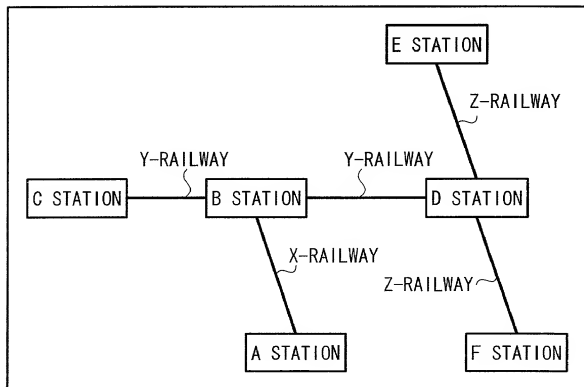 E STATION
Z-RAILWAY
Y-RAILWAY
Y-RAILWAY
C STATION
B STATION
D STATION
X-RAILWAY
Z-RAILWAY
A STATION
F STATION